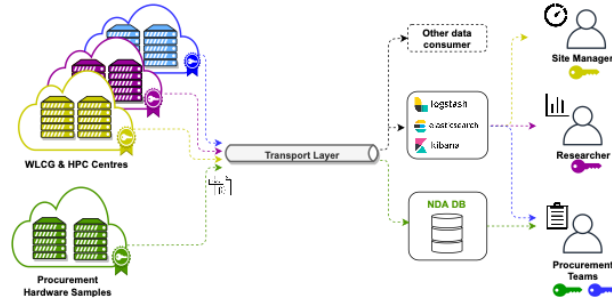 Other data
consumer
Site Manager
logstash
elasticsearch
kibana
Researcher
WLCG & HPC Centres
Transport Layer
NDA DB
Procurement
Hardware Samples
Procurement
Teams